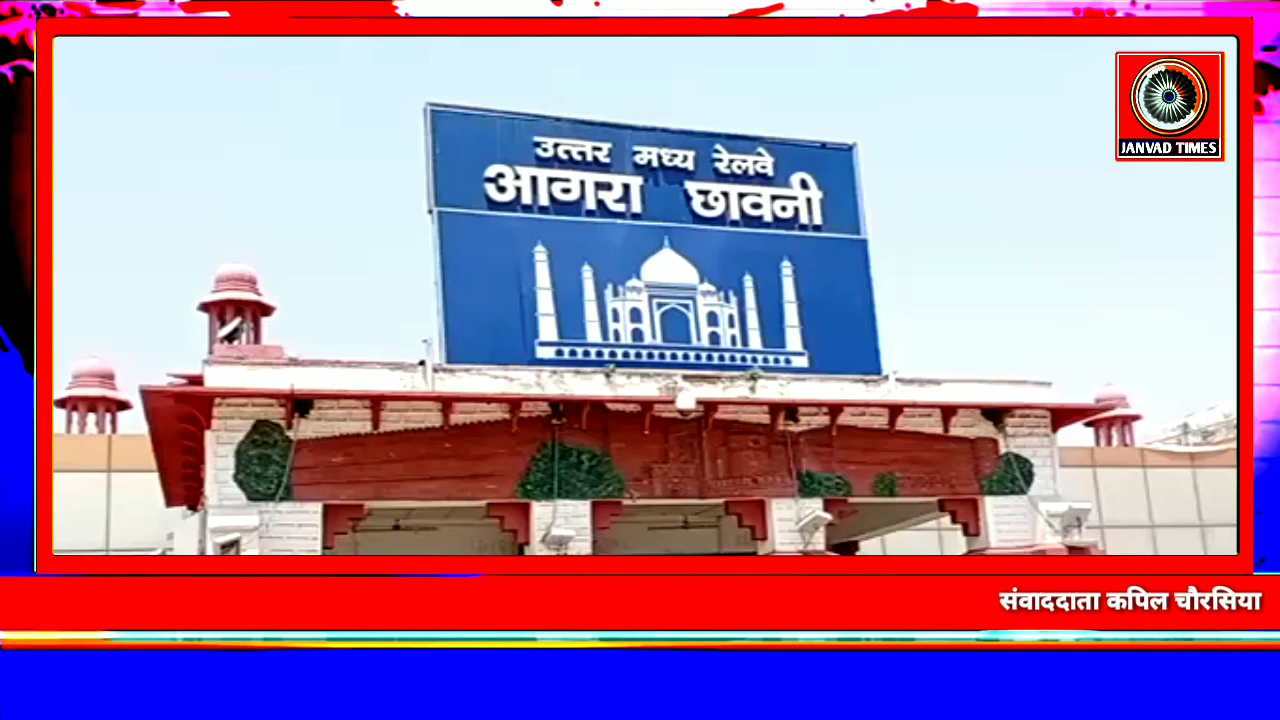 उत्तर मध्य रेलवे
आगरा छावनी
JANVAD TIMES
संवाददाता कपिल चौरसिया